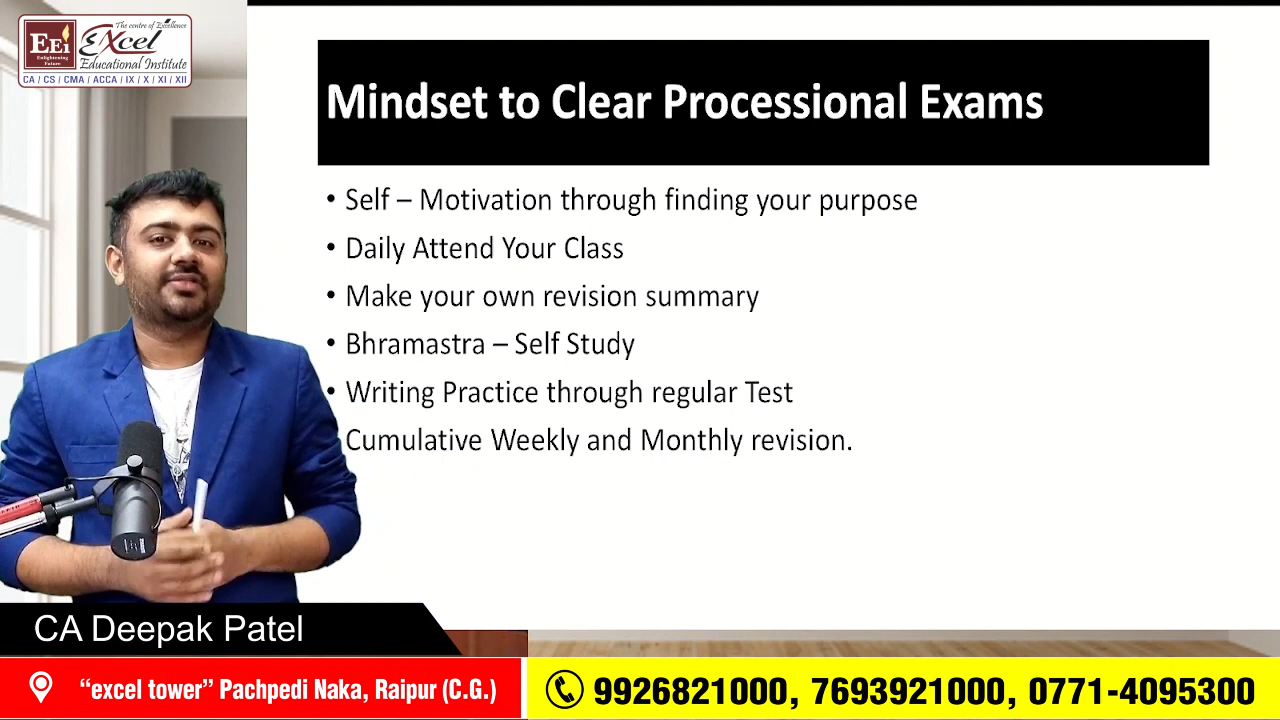 The centre of Excellence
EEi
Enlightening
Future
Excel
Educational Institute
CA / CS / CMA / ACCA / IX / X / XI / XII
Mindset to Clear Processional Exams
• Self – Motivation through finding your purpose
• Daily Attend Your Class
• Make your own revision summary
• Bhramastra – Self Study
• Writing Practice through regular Test
Cumulative Weekly and Monthly revision.
CA Deepak Patel
“excel tower” Pachpedi Naka, Raipur (C.G.)
9926821000, 7693921000, 0771-4095300